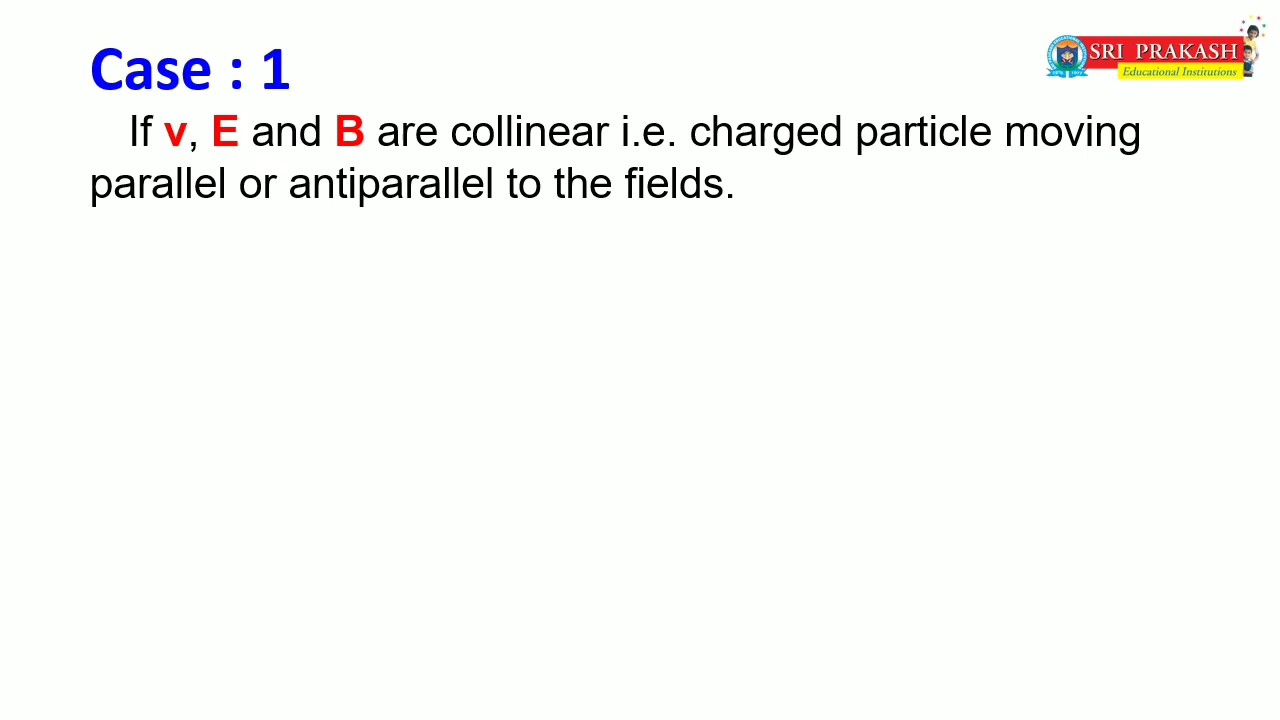 Case : 1
SRI PRAKASH
Educational Institutions
If v, E and B are collinear i.e. charged particle moving
parallel or antiparallel to the fields.